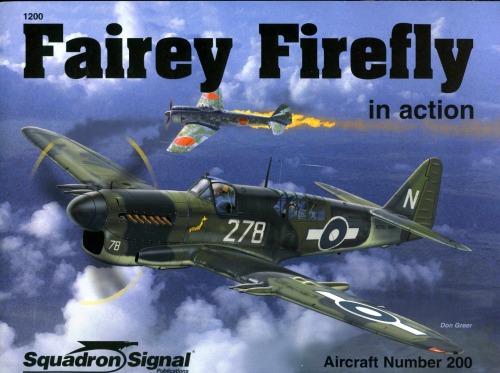 1200
Fairey Firefly
in action
N
278
78
Don Greer
Squadron Signal
Publications
Aircraft Number 200